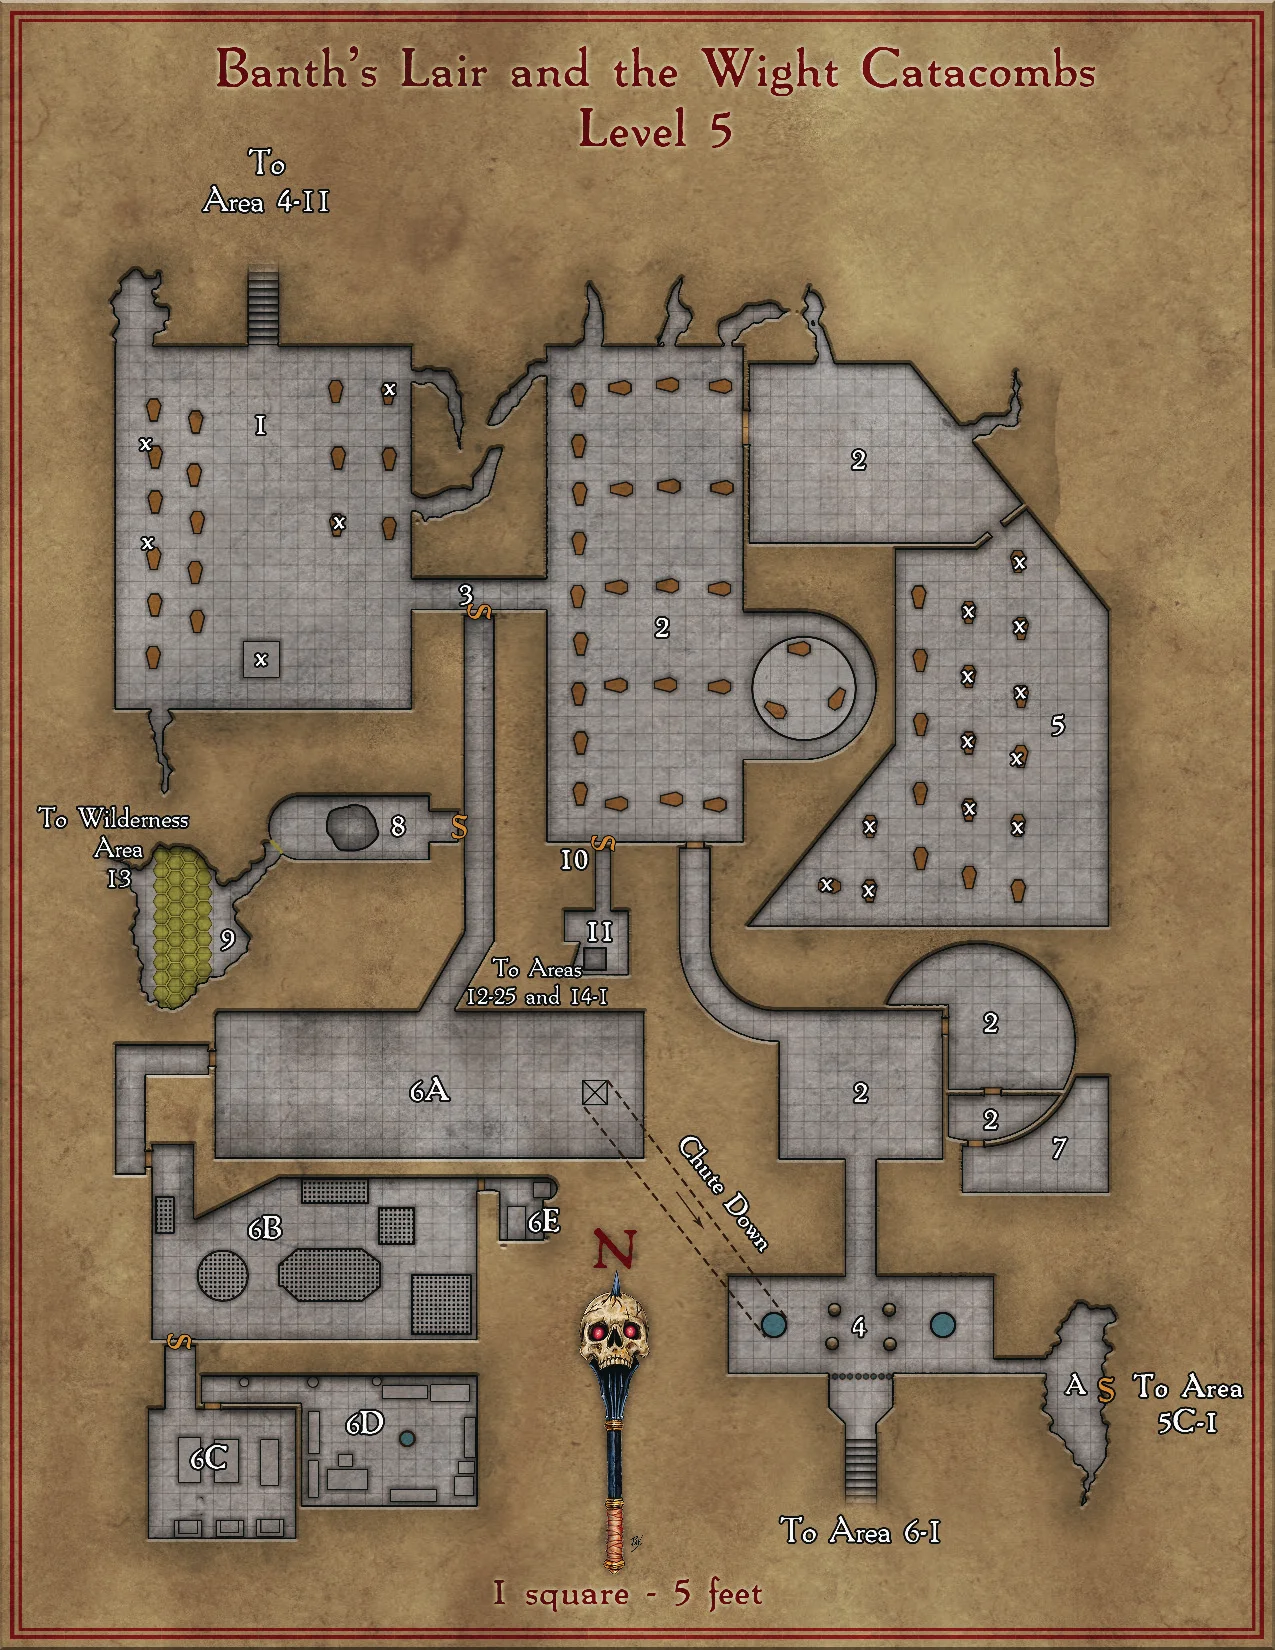 Banth's Lair and the Wight Catacombs
Level 5
To
Area 4-11
x
1
x
2
3
S
x
x
x
x
x
2
x
x
x
x
x
5
x
x
x
x
x
x
x
x
To Wilderness
Area
13
8
S
S
10
11
9
To Areas
12-25 and 14-1
2
6A
2
2
7
Chute Down
6B
6E
N
4
S
A
S
To Area
5C-1
6D
6C
To Area 6-1
1 square - 5 feet